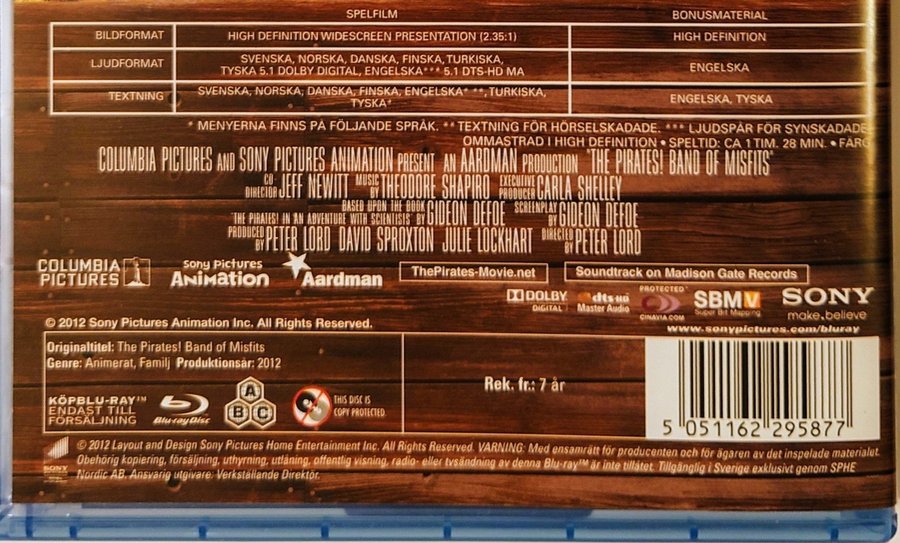 SPELFILM BONUSMATERIAL
BILDFORMAT HIGH DEFINITION WIDESCREEN PRESENTATION (2.35:1) HIGH DEFINITION
LJUDFORMAT SVENSKA, NORSKA, DANSKA, FINSKA, TURKISKA,
TYSKA 5.1 DOLBY DIGITAL, ENGELSKA*** 5.1 DTS-HD MA ENGELSKA
TEXTNING SVENSKA, NORSKA, DANSKA, FINSKA, ENGELSKA* **, TURKISKA,
TYSKA* ENGELSKA, TYSKA
* MENYERNA FINNS PÅ FÖLJANDE SPRÅK. ** TEXTNING FÖR HÖRSELSKADADE. *** LJUDSPÅR FÖR SYNSKADADE
OMMASTRAD I HIGH DEFINITION • SPELTID: CA 1 TIM. 28 MIN. • FÄRG
COLUMBIA PICTURES AND SONY PICTURES ANIMATION PRESENT AN AARDMAN PRODUCTION "THE PIRATES! BAND OF MISFITS"
CO DIRECTOR JEFF NEWITT MUSIC BY THEODORE SHAPIRO EXECUTIVE PRODUCER CARLA SHELLEY
BASED UPON THE BOOK "THE PIRATES! IN AN ADVENTURE WITH SCIENTISTS" BY GIDEON DEFOE SCREENPLAY BY GIDEON DEFOE
PRODUCED BY PETER LORD DAVID SPROXTON JULIE LOCKHART DIRECTED BY PETER LORD
COLUMBIA PICTURES
Sony Pictures Animation
Aardman
ThePirates-Movie.net
Soundtrack on Madison Gate Records
DOLBY DIGITAL
dts HD Master Audio
PROTECTED CINAVIA.COM
SBMV Super Bit Mapping
SONY make.believe
© 2012 Sony Pictures Animation Inc. All Rights Reserved.
www.sonypictures.com/bluray
Originaltitel: The Pirates! Band of Misfits
Genre: Animerat, Familj Produktionsår: 2012
KÖPBLU-RAY™
ENDAST TILL
FÖRSÄLJNING
Blu-ray Disc
A B C
THIS DISC IS
COPY PROTECTED
Rek. fr.: 7 år
5 051162 295877
SONY
© 2012 Layout and Design Sony Pictures Home Entertainment Inc. All Rights Reserved. VARNING: Med ensamrätt för producenten och för ägaren av det inspelade materialet.
Obehörig kopiering, försäljning, uthyrning, utlåning, offentlig visning, radio- eller tvsändning av denna Blu-ray™ är inte tillåtet. Tillgänglig i Sverige exklusivt genom SPHE
Nordic AB. Ansvarig utgivare: Verkställande Direktör.